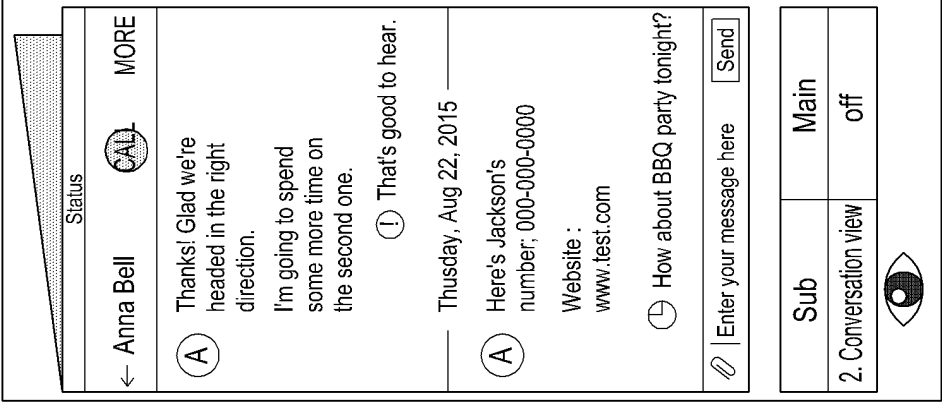 Status
← Anna Bell CALL MORE
A
Thanks! Glad we're
headed in the right
direction.
I'm going to spend
some more time on
the second one.
! That's good to hear.
Thusday, Aug 22, 2015
A
Here's Jackson's
number; 000-000-0000
Website :
www.test.com
How about BBQ party tonight?
Enter your message here Send
Sub Main
2. Conversation view off